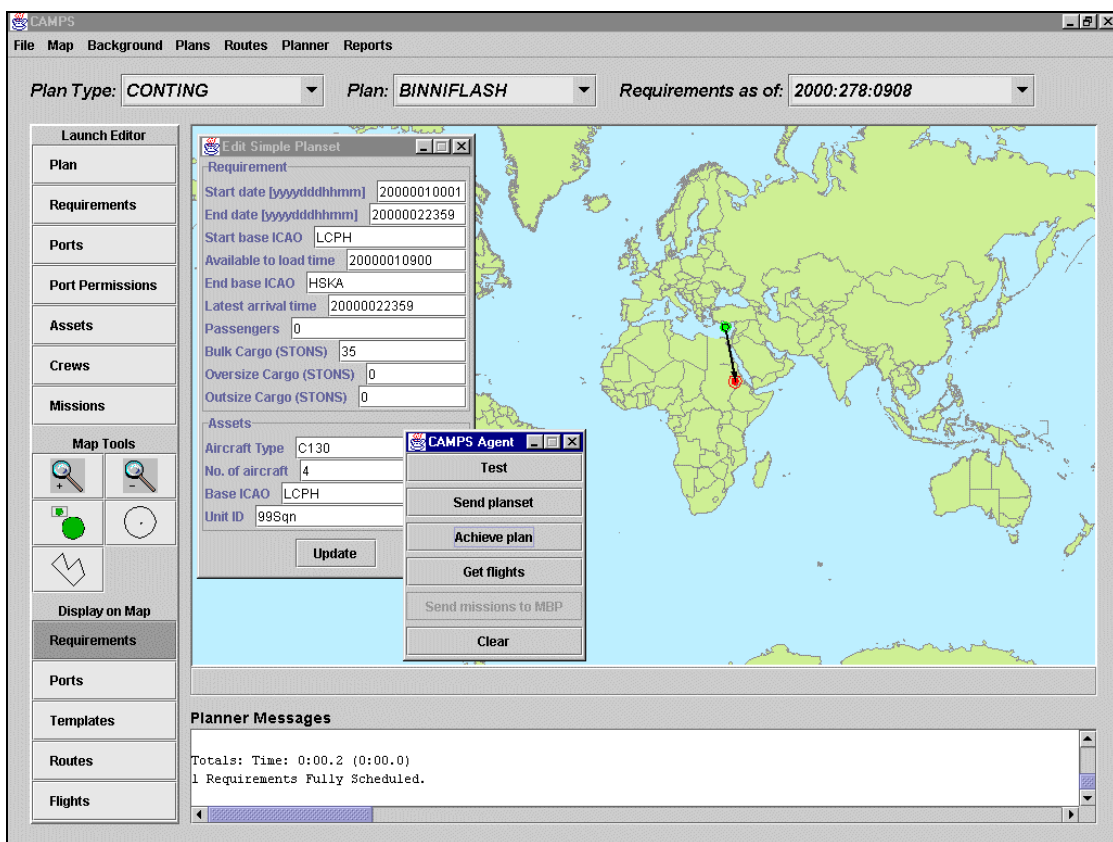 CAMPS
File Map Background Plans Routes Planner Reports
Plan Type: CONTING Plan: BINNIFLASH Requirements as of: 2000:278:0908
Launch Editor
Plan
Requirements
Ports
Port Permissions
Assets
Crews
Missions
Map Tools
Display on Map
Requirements
Ports
Templates
Routes
Flights
Edit Simple Planset
Requirement
Start date [yyyydddhhmm] 20000010001
End date [yyyydddhhmm] 20000022359
Start base ICAO LCPH
Available to load time 20000010900
End base ICAO HSKA
Latest arrival time 20000022359
Passengers 0
Bulk Cargo (STONS) 35
Oversize Cargo (STONS) 0
Outsize Cargo (STONS) 0
Assets
Aircraft Type C130
No. of aircraft 4
Base ICAO LCPH
Unit ID 99Sqn
Update
CAMPS Agent
Test
Send planset
Achieve plan
Get flights
Send missions to MBP
Clear
Planner Messages
Totals: Time: 0:00.2 (0:00.0)
1 Requirements Fully Scheduled.